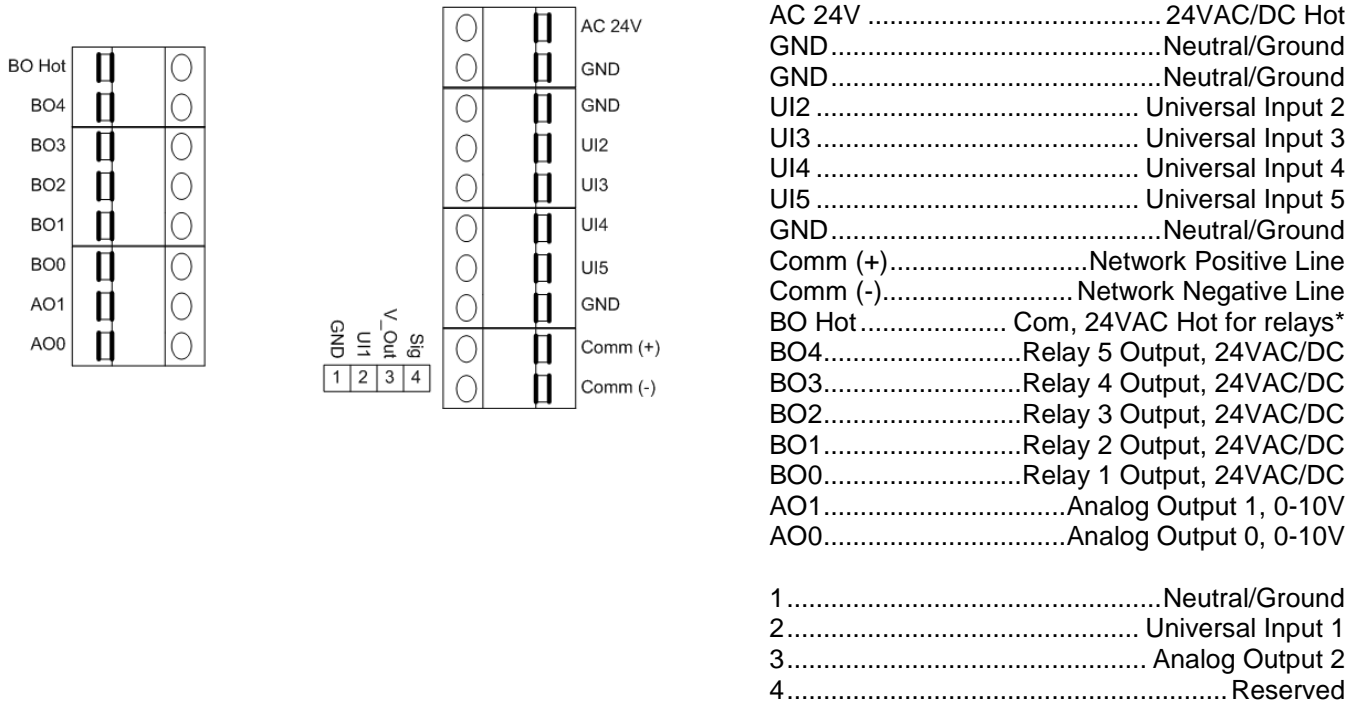 BO Hot
BO4
BO3
BO2
BO1
BO0
AO1
AO0
GND
UI1
V_Out
Sig
1 2 3 4
AC 24V
GND
GND
UI2
UI3
UI4
UI5
GND
Comm (+)
Comm (-)
AC 24V ........................................ 24VAC/DC Hot
GND.............................................Neutral/Ground
GND.............................................Neutral/Ground
UI2 ............................................ Universal Input 2
UI3 ............................................ Universal Input 3
UI4 ............................................ Universal Input 4
UI5 ............................................ Universal Input 5
GND.............................................Neutral/Ground
Comm (+)...........................Network Positive Line
Comm (-).......................... Network Negative Line
BO Hot .................... Com, 24VAC Hot for relays*
BO4...........................Relay 5 Output, 24VAC/DC
BO3...........................Relay 4 Output, 24VAC/DC
BO2...........................Relay 3 Output, 24VAC/DC
BO1...........................Relay 2 Output, 24VAC/DC
BO0...........................Relay 1 Output, 24VAC/DC
AO1.................................Analog Output 1, 0-10V
AO0.................................Analog Output 0, 0-10V
1...................................................Neutral/Ground
2................................................ Universal Input 1
3................................................. Analog Output 2
4............................................................Reserved